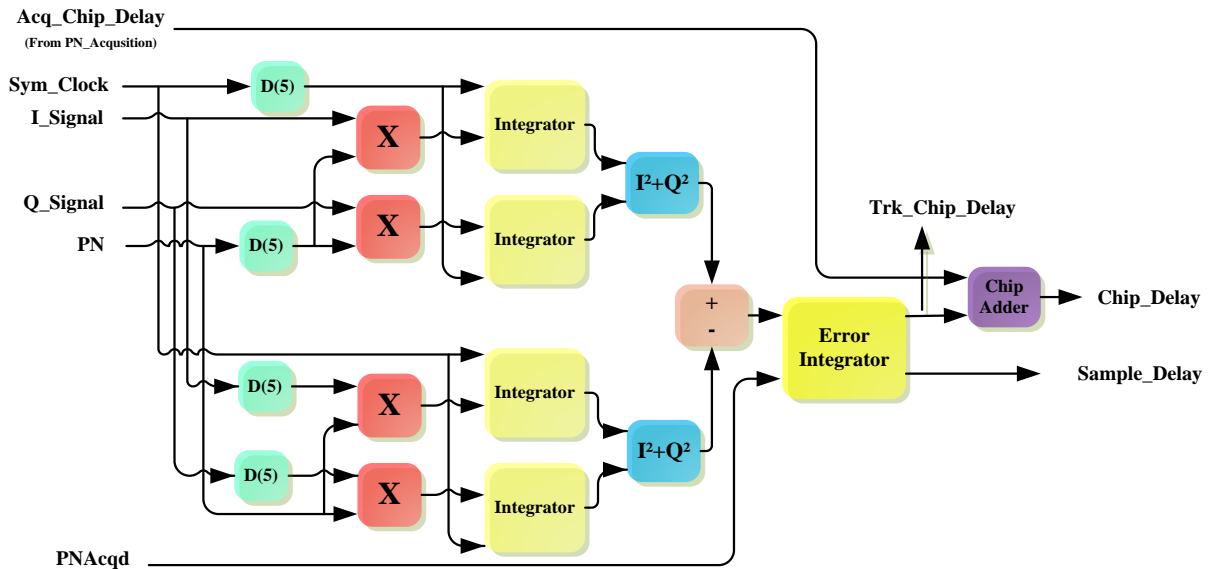 Acq_Chip_Delay
(From PN_Acqusition)
Sym_Clock
D(5)
I_Signal
X
Integrator
I²+Q²
Q_Signal
X
Integrator
PN
D(5)
Trk_Chip_Delay
+
-
Chip
Adder
Chip_Delay
Error
Integrator
Sample_Delay
D(5)
X
Integrator
I²+Q²
D(5)
X
Integrator
PNAcqd